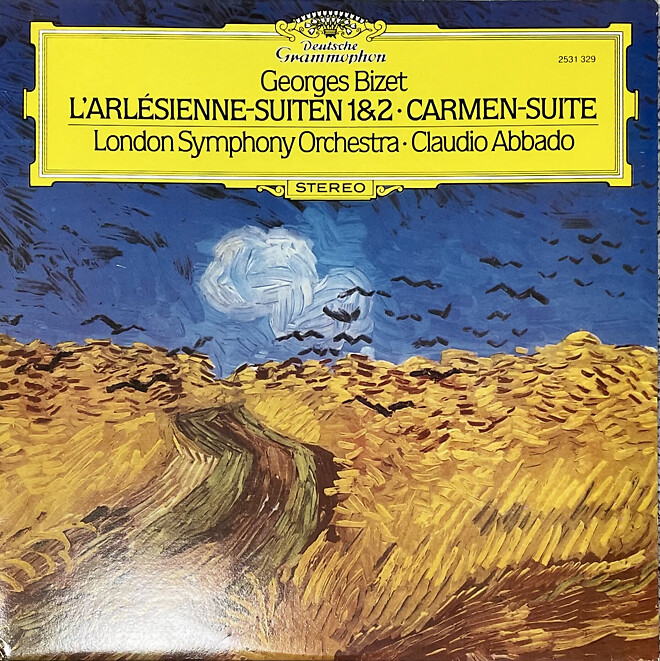 Deutsche
Grammophon
2531 329
Georges Bizet
L'ARLÉSIENNE-SUITEN 1&2 · CARMEN-SUITE
London Symphony Orchestra · Claudio Abbado
STEREO